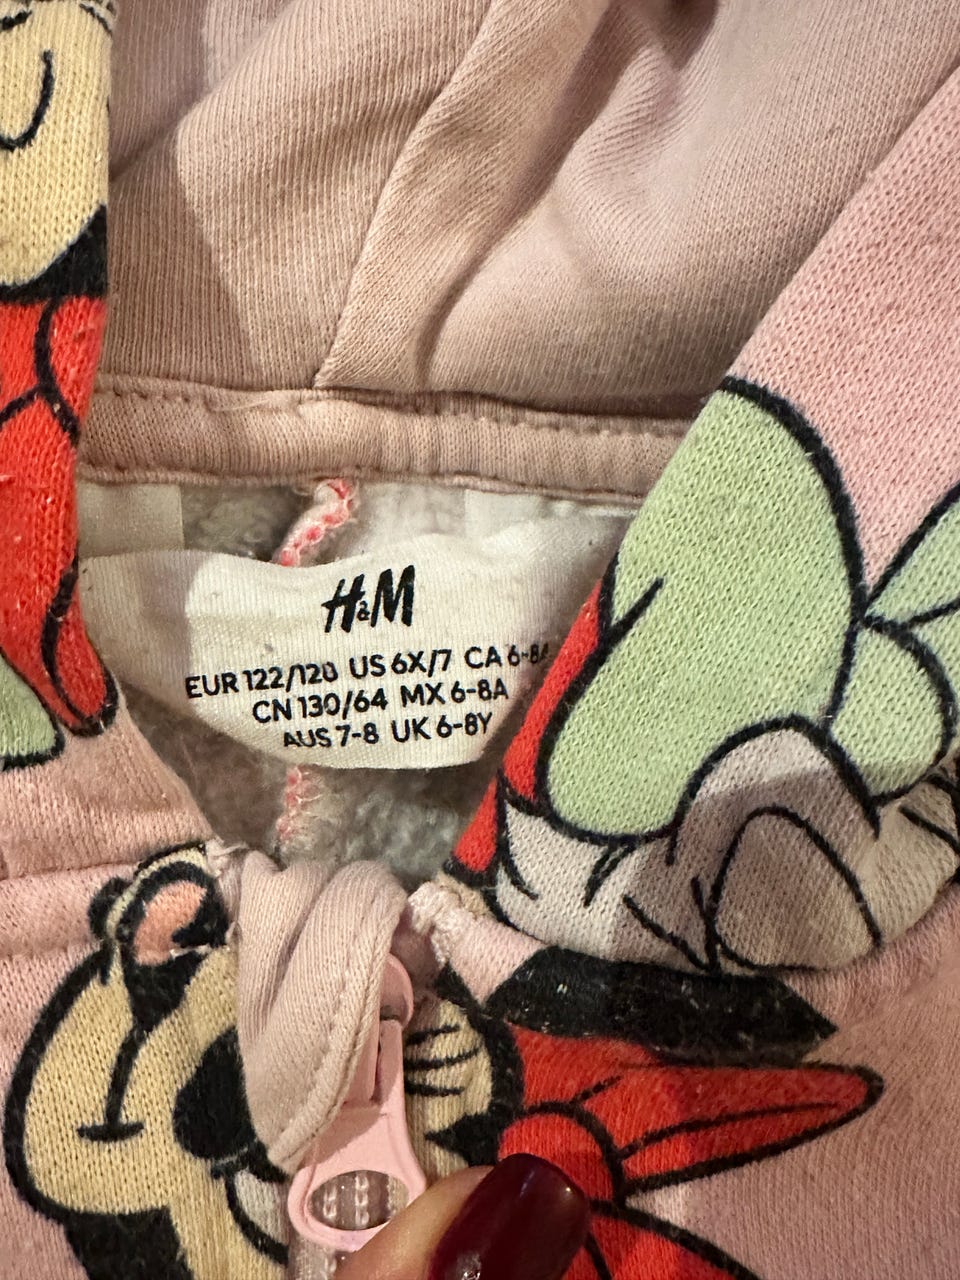 H&M
EUR 122/128 US 6X/7 CA 6-8A
CN 130/64 MX 6-8A
AUS 7-8 UK 6-8Y